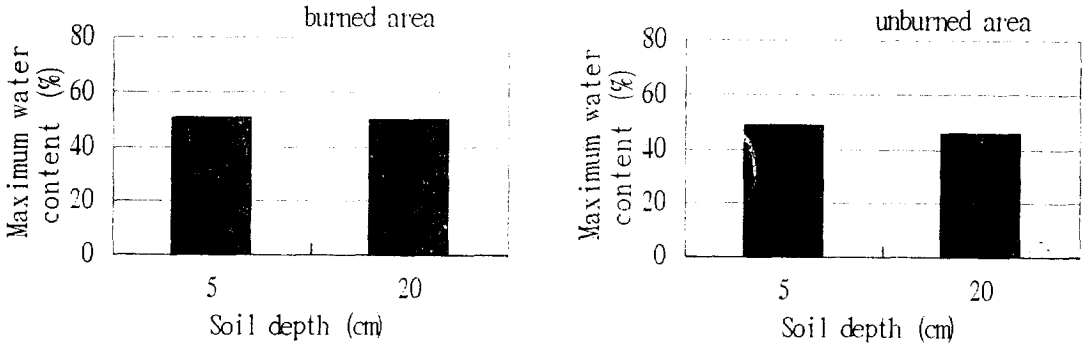 burned area
Maximum water
content (%)
80
60
40
20
0
5 20
Soil depth (cm)
unburned area
Maximum water
content (%)
80
60
40
20
0
5 20
Soil depth (cm)